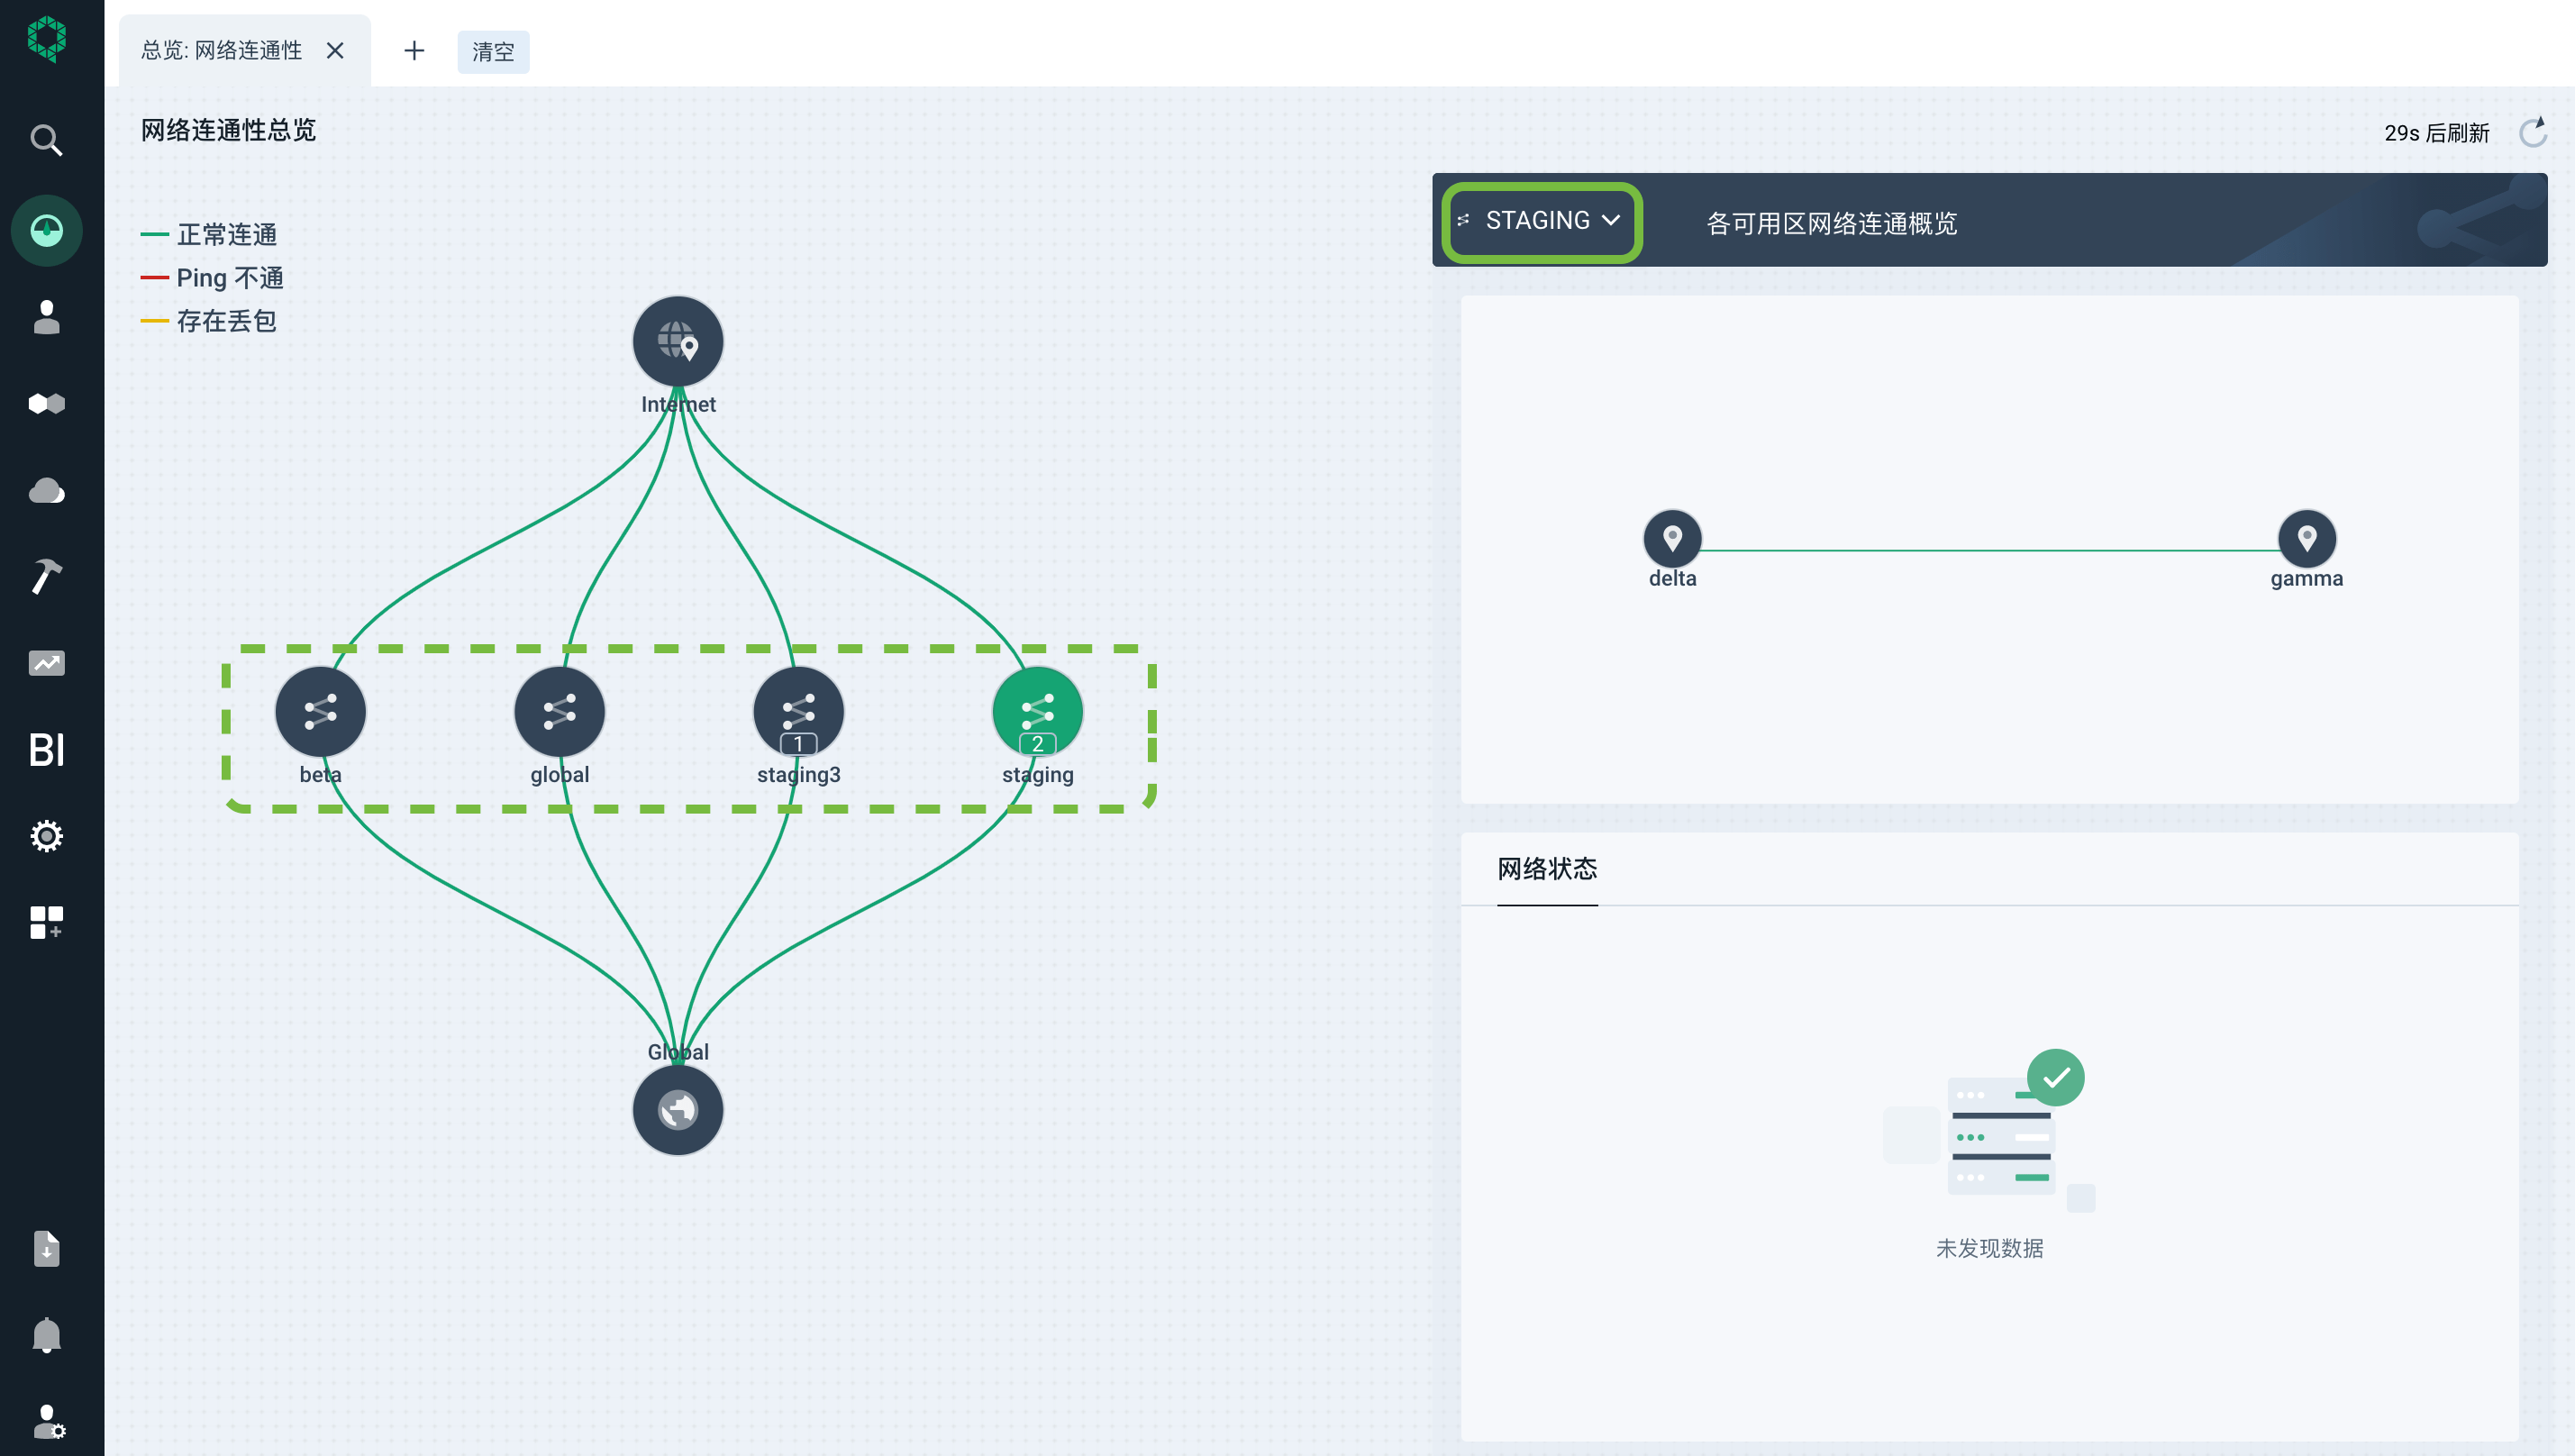 总览: 网络连通性
清空
网络连通性总览
29s 后刷新
正常连通
Ping 不通
存在丢包
Internet
beta
global
1
staging3
2
staging
Global
STAGING
各可用区网络连通概览
delta
gamma
网络状态
未发现数据
BI